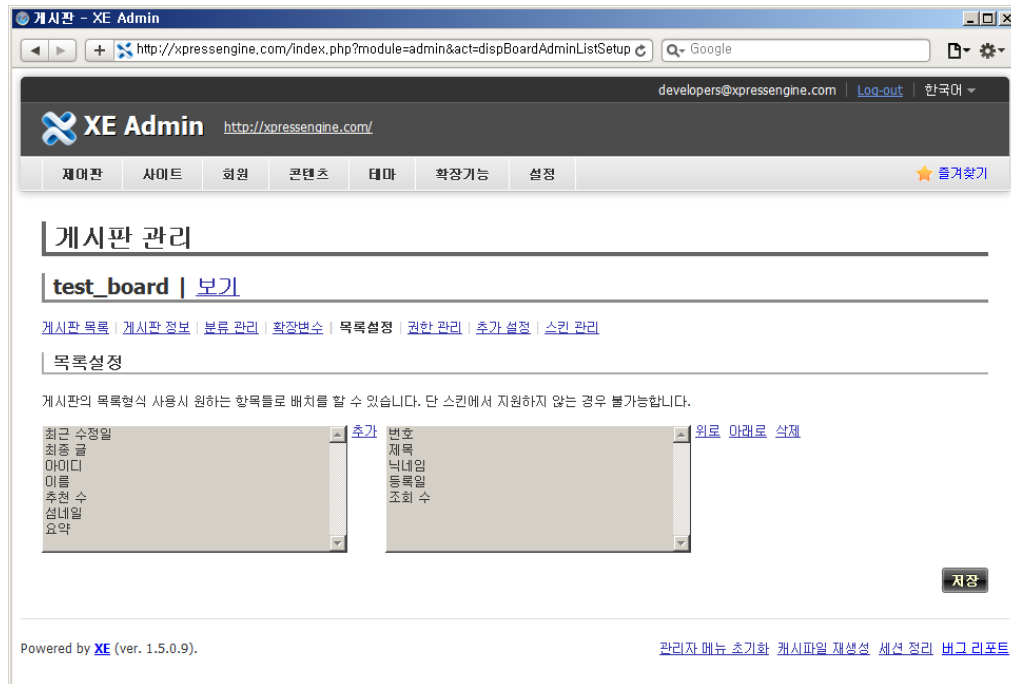 게시판 - XE Admin
http://xpressengine.com/index.php?module=admin&act=dispBoardAdminListSetup
Google
developers@xpressengine.com | Log-out | 한국어
XE Admin http://xpressengine.com/
제어판 사이트 회원 콘텐츠 테마 확장기능 설정 즐겨찾기
게시판 관리
test_board | 보기
게시판 목록 | 게시판 정보 | 분류 관리 | 확장변수 | 목록설정 | 권한 관리 | 추가 설정 | 스킨 관리
목록설정
게시판의 목록형식 사용시 원하는 항목들로 배치를 할 수 있습니다. 단 스킨에서 지원하지 않는 경우 불가능합니다.
최근 수정일
최종 글
아이디
이름
추천 수
섬네일
요약
추가
번호
제목
닉네임
등록일
조회 수
위로 아래로 삭제
저장
Powered by XE (ver. 1.5.0.9).
관리자 메뉴 초기화 캐시파일 재생성 세션 정리 버그 리포트